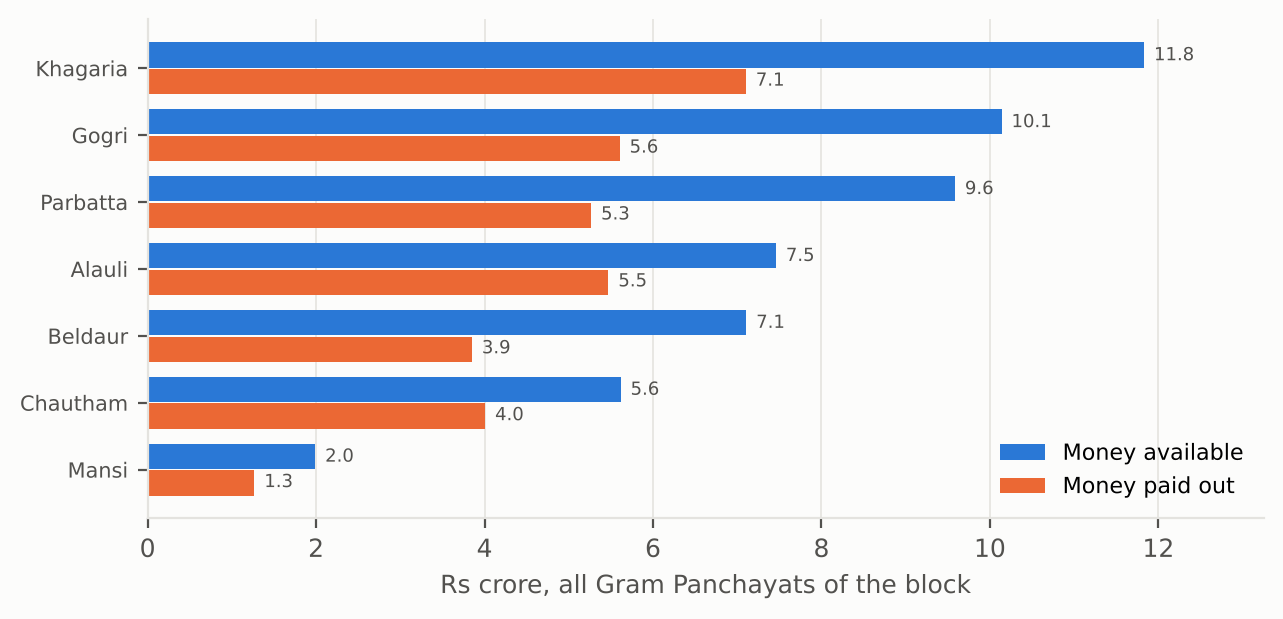 Khagaria 11.8
7.1
Gogri 10.1
5.6
Parbatta 9.6
5.3
Alauli 7.5
5.5
Beldaur 7.1
3.9
Chautham 5.6
4.0
Mansi 2.0
1.3
Money available
Money paid out
0 2 4 6 8 10 12
Rs crore, all Gram Panchayats of the block